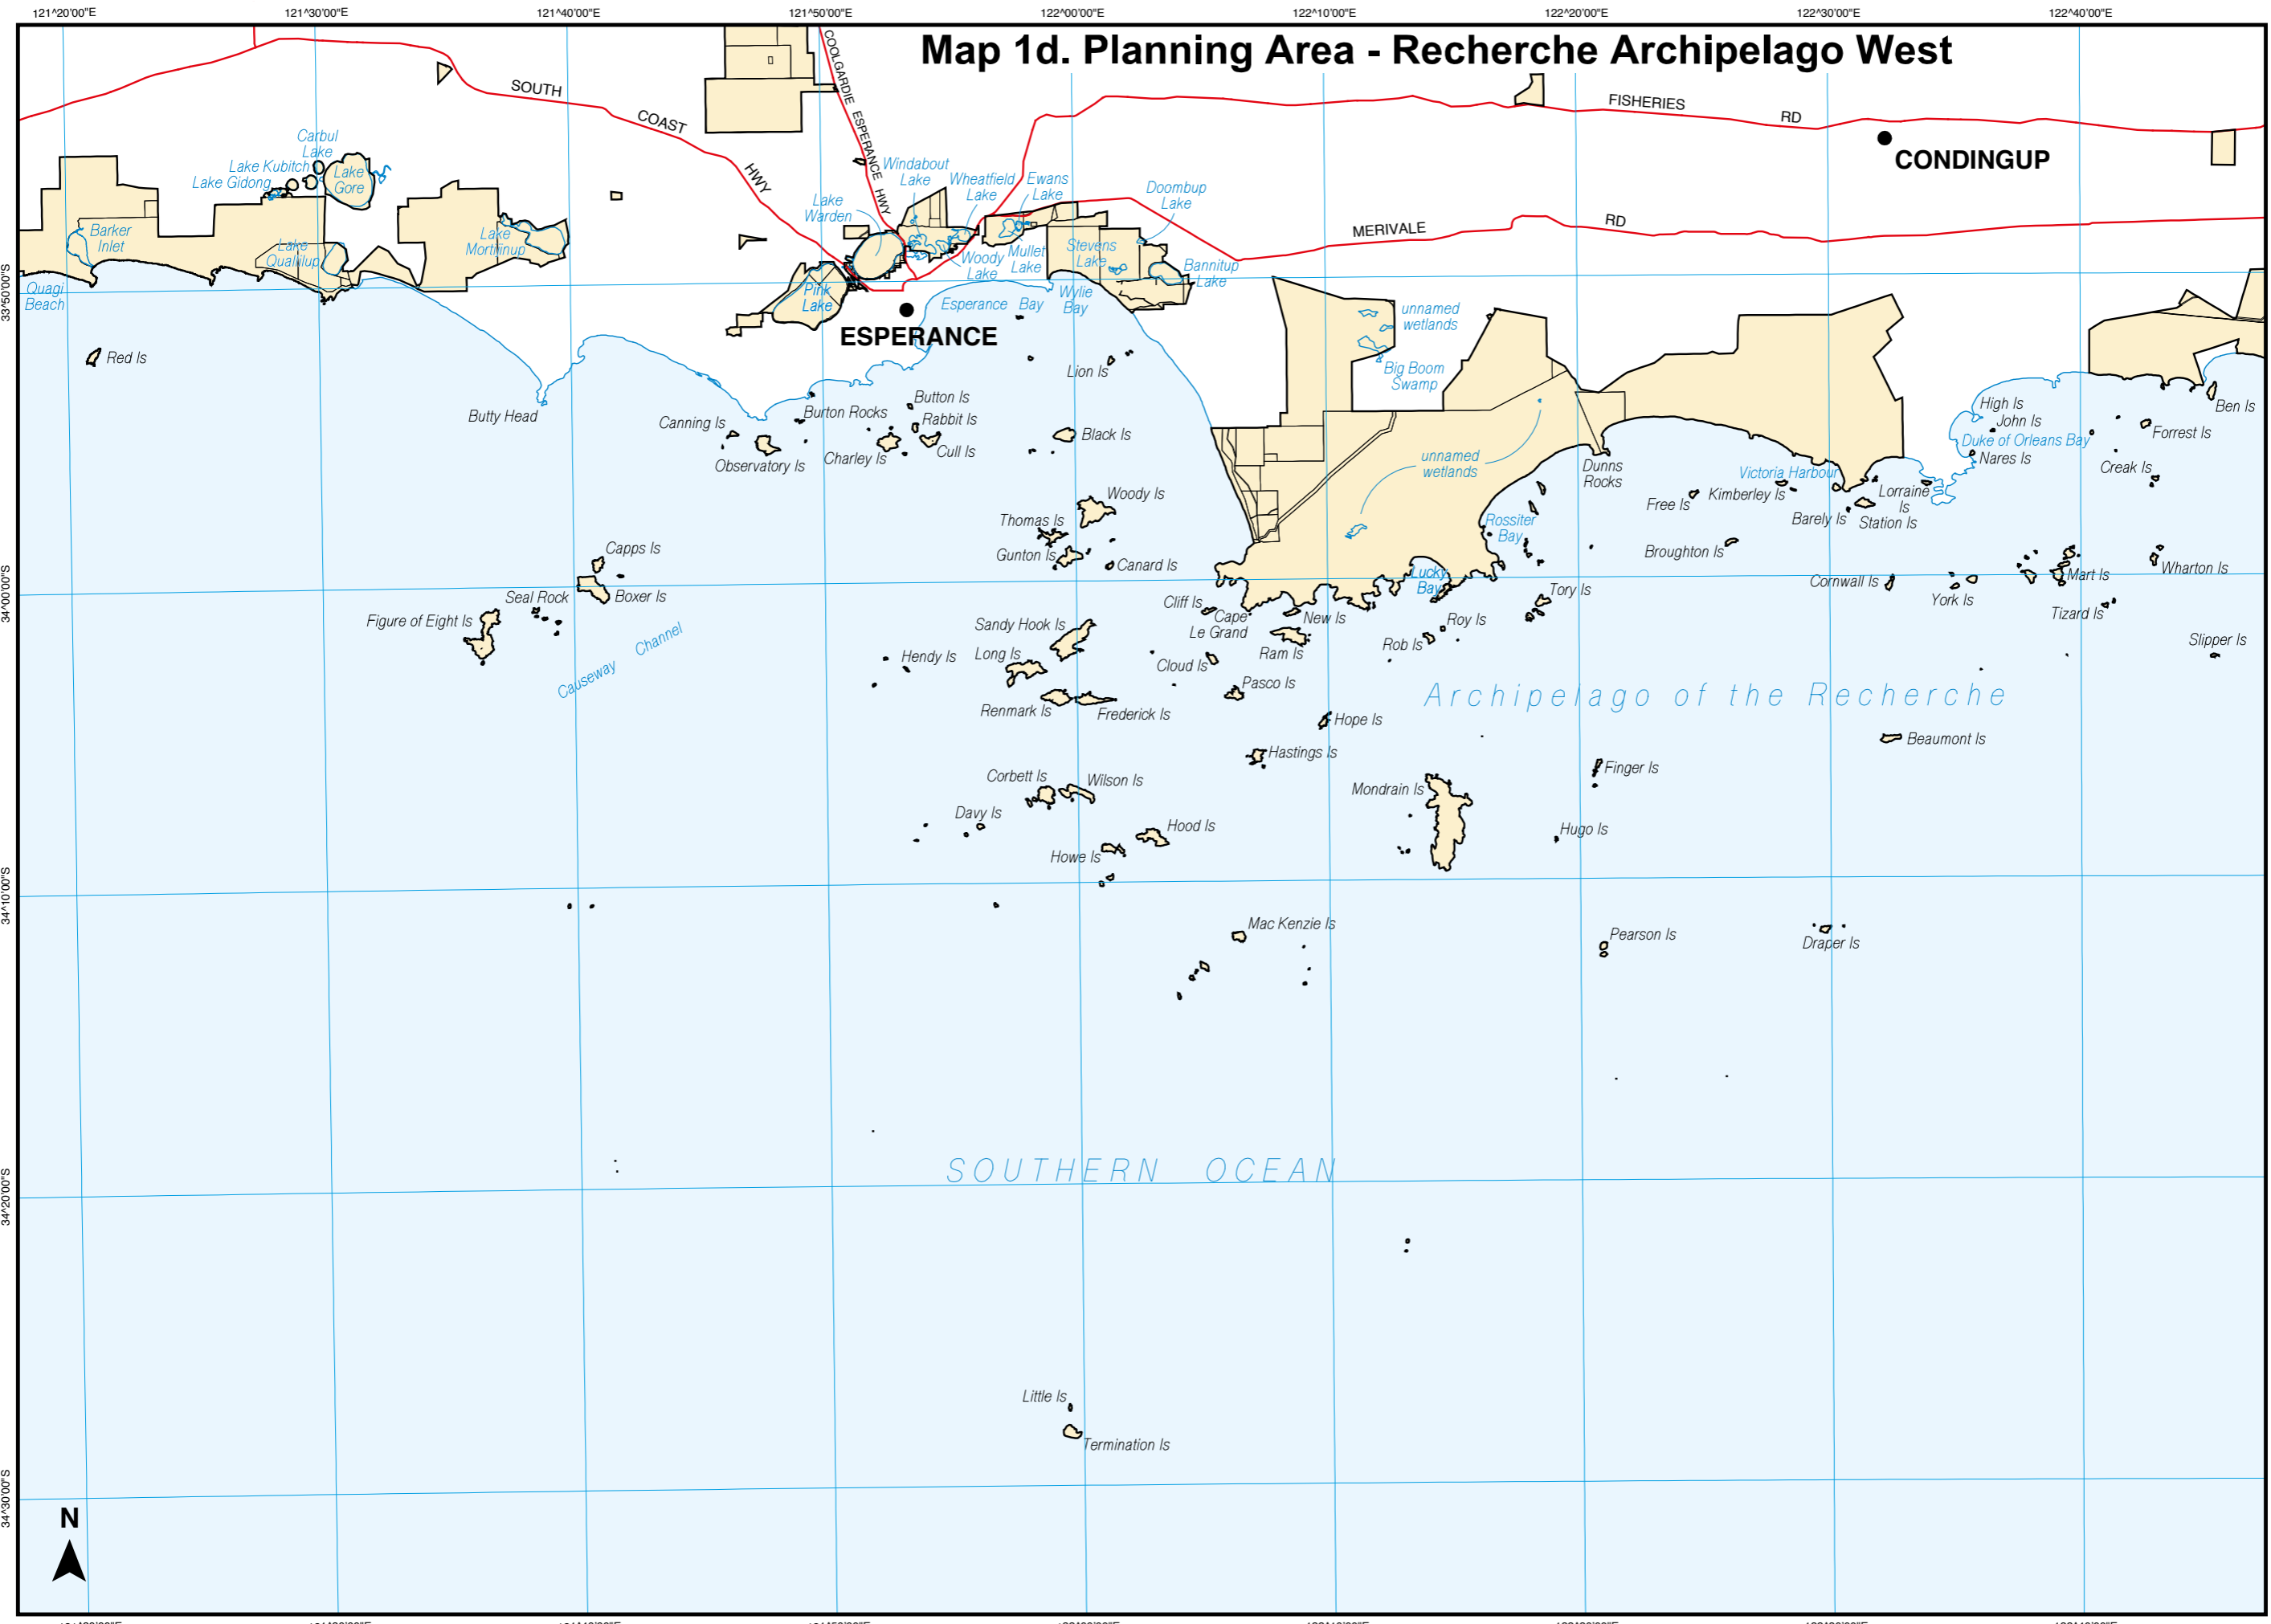 121^20'00"E
121^30'00"E
121^40'00"E
121^50'00"E
122^00'00"E
122^10'00"E
122^20'00"E
122^30'00"E
122^40'00"E
Map 1d. Planning Area - Recherche Archipelago West
SOUTH
COAST
HWY
COOLGARDIE ESPERANCE HWY
FISHERIES
RD
CONDINGUP
MERIVALE
RD
Carbul
Lake
Lake Kubitch
Lake Gidong
Lake
Gore
Barker
Inlet
Lake
Quallilup
Lake
Mortijinup
Quagi
Beach
Lake
Warden
Windabout
Lake
Wheatfield
Lake
Ewans
Lake
Doombup
Lake
Woody
Lake
Mullet
Lake
Stevens
Lake
Bannitup
Lake
Pink
Lake
Esperance Bay
Wylie
Bay
ESPERANCE
33^50'00"S
Red Is
Butty Head
Canning Is
Observatory Is
Burton Rocks
Charley Is
Button Is
Rabbit Is
Cull Is
Lion Is
Black Is
unnamed
wetlands
Big Boom
Swamp
unnamed
wetlands
Dunns
Rocks
Rossiter
Bay
Lucky
Bay
Victoria Harbour
Duke of Orleans Bay
High Is
John Is
Nares Is
Ben Is
Forrest Is
Creak Is
Free Is
Kimberley Is
Lorraine
Is
Barely Is
Station Is
Broughton Is
Cornwall Is
York Is
Mart Is
Wharton Is
Tizard Is
Slipper Is
Woody Is
Thomas Is
Gunton Is
Canard Is
Capps Is
Boxer Is
Seal Rock
Figure of Eight Is
34^00'00"S
Causeway Channel
Cliff Is
Cape
Le Grand
New Is
Ram Is
Rob Is
Roy Is
Tory Is
Sandy Hook Is
Long Is
Hendy Is
Cloud Is
Pasco Is
Renmark Is
Frederick Is
Hope Is
Archipelago of the Recherche
Hastings Is
Beaumont Is
Finger Is
Mondrain Is
Corbett Is
Wilson Is
Davy Is
Hood Is
Howe Is
Hugo Is
34^10'00"S
Mac Kenzie Is
Pearson Is
Draper Is
34^20'00"S
SOUTHERN OCEAN
Little Is
Termination Is
34^30'00"S
N